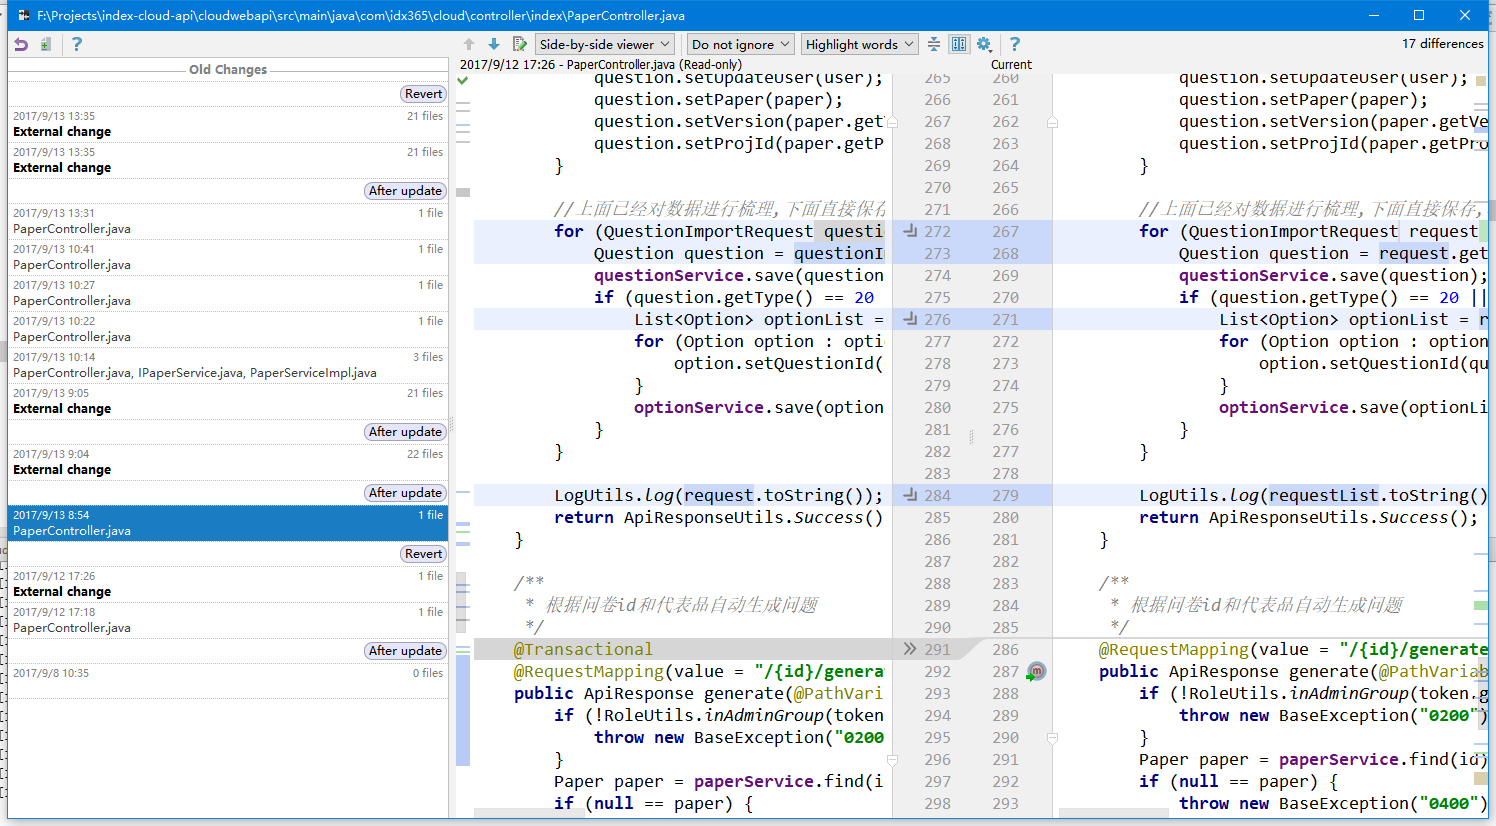 F:\Projects\index-cloud-api\cloudwebapi\src\main\java\com\idx365\cloud\controller\index\PaperController.java
Side-by-side viewer
Do not ignore
Highlight words
17 differences
Old Changes
Revert
2017/9/13 13:35 21 files
External change
2017/9/13 13:35 21 files
External change
After update
2017/9/13 13:31 1 file
PaperController.java
2017/9/13 10:41 1 file
PaperController.java
2017/9/13 10:27 1 file
PaperController.java
2017/9/13 10:22 1 file
PaperController.java
2017/9/13 10:14 3 files
PaperController.java, IPaperService.java, PaperServiceImpl.java
2017/9/13 9:05 21 files
External change
After update
2017/9/13 9:04 22 files
External change
After update
2017/9/13 8:54 1 file
PaperController.java
Revert
2017/9/12 17:26 1 file
External change
2017/9/12 17:18 1 file
PaperController.java
After update
2017/9/8 10:35 0 files
2017/9/12 17:26 - PaperController.java (Read-only)
question.setUpdateUser(user); 265
question.setPaper(paper); 266
question.setVersion(paper.get 267
question.setProjId(paper.getP 268
} 269
270
//上面已经对数据进行梳理,下面直接保存 271
for (QuestionImportRequest questi 272
Question question = questionI 273
questionService.save(question 274
if (question.getType() == 20 275
List<Option> optionList = 276
for (Option option : opti 277
option.setQuestionId( 278
} 279
optionService.save(option 280
} 281
} 282
283
LogUtils.log(request.toString()); 284
return ApiResponseUtils.Success() 285
} 286
287
/** 288
* 根据问卷id和代表品自动生成问题 289
*/ 290
@Transactional 291
@RequestMapping(value = "/{id}/genera 292
public ApiResponse generate(@PathVari 293
if (!RoleUtils.inAdminGroup(token 294
throw new BaseException("0200 295
} 296
Paper paper = paperService.find(i 297
if (null == paper) { 298
Current
260 question.setUpdateUser(user);
261 question.setPaper(paper);
262 question.setVersion(paper.getVe
263 question.setProjId(paper.getPro
264 }
265
266 //上面已经对数据进行梳理,下面直接保存,
267 for (QuestionImportRequest request
268 Question question = request.get
269 questionService.save(question);
270 if (question.getType() == 20 ||
271 List<Option> optionList = r
272 for (Option option : option
273 option.setQuestionId(qu
274 }
275 optionService.save(optionLi
276 }
277 }
278
279 LogUtils.log(requestList.toString()
280 return ApiResponseUtils.Success();
281 }
282
283 /**
284 * 根据问卷id和代表品自动生成问题
285 */
286 @RequestMapping(value = "/{id}/generate
287 public ApiResponse generate(@PathVariab
288 if (!RoleUtils.inAdminGroup(token.g
289 throw new BaseException("0200")
290 }
291 Paper paper = paperService.find(id)
292 if (null == paper) {
293 throw new BaseException("0400")